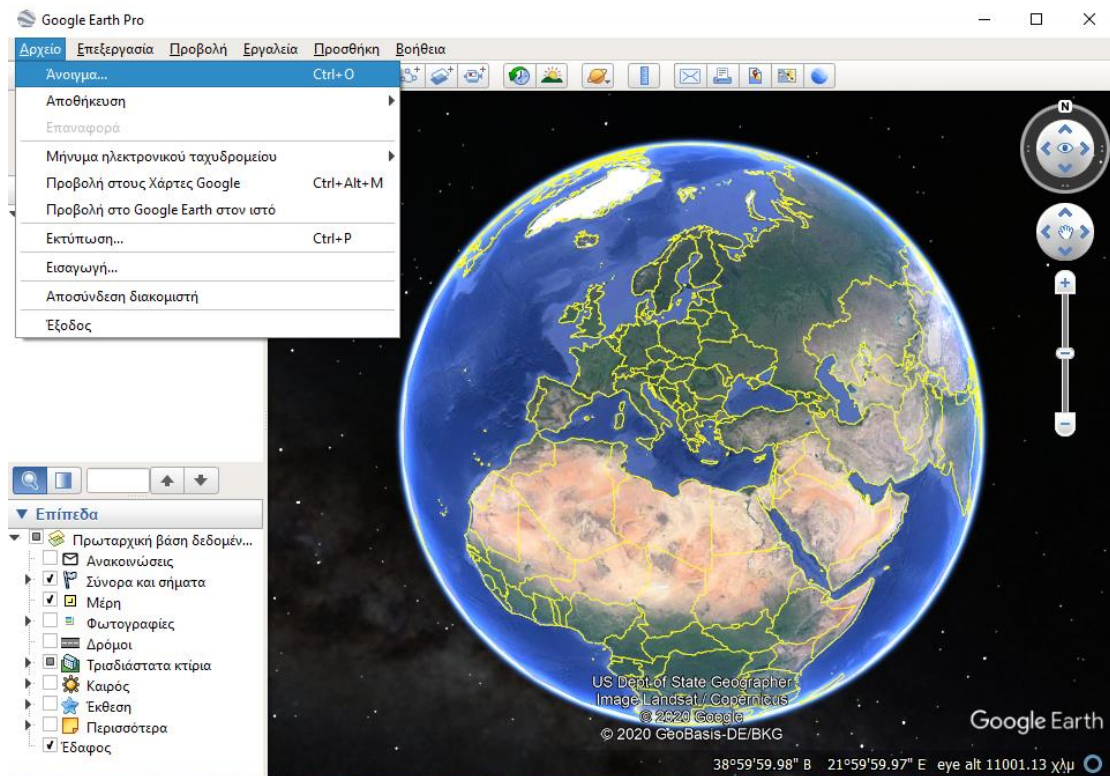 Google Earth Pro
Αρχείο Επεξεργασία Προβολή Εργαλεία Προσθήκη Βοήθεια
Άνοιγμα... Ctrl+O
Αποθήκευση
Επαναφορά
Μήνυμα ηλεκτρονικού ταχυδρομείου
Προβολή στους Χάρτες Google Ctrl+Alt+M
Προβολή στο Google Earth στον ιστό
Εκτύπωση... Ctrl+P
Εισαγωγή...
Αποσύνδεση διακομιστή
Έξοδος
N
Επίπεδα
Πρωταρχική βάση δεδομέν...
Ανακοινώσεις
Σύνορα και σήματα
Μέρη
Φωτογραφίες
Δρόμοι
Τρισδιάστατα κτίρια
Καιρός
Έκθεση
Περισσότερα
Έδαφος
US Dept of State Geographer
Image Landsat / Copernicus
© 2020 Google
© 2020 GeoBasis-DE/BKG
Google Earth
38°59'59.98" Β 21°59'59.97" Ε eye alt 11001.13 χλμ